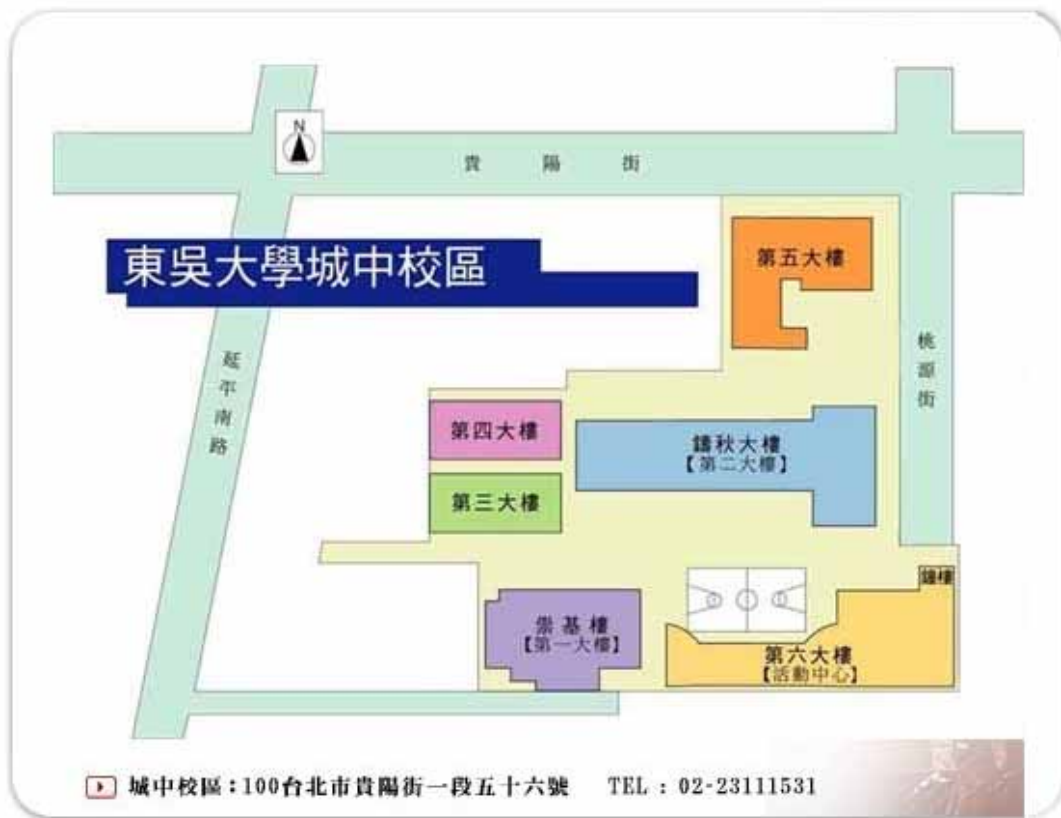 N
貴陽街
東吳大學城中校區
第五大樓
延平南路
桃源街
第四大樓
鑄秋大樓
【第二大樓】
第三大樓
鐘樓
崇基樓
【第一大樓】
第六大樓
【活動中心】
城中校區：100台北市貴陽街一段五十六號 TEL : 02-23111531